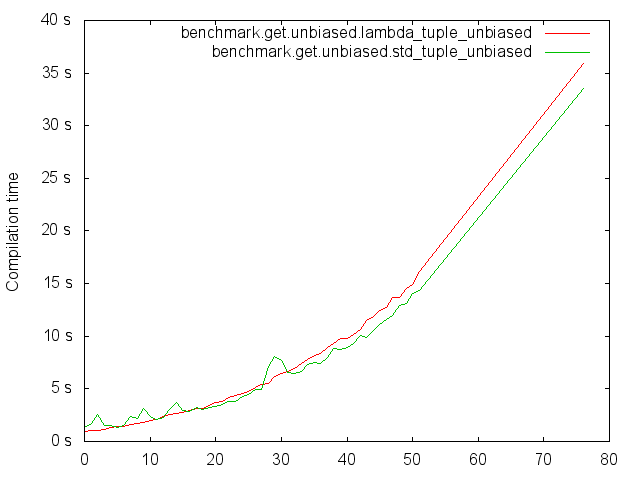 40 s
benchmark.get.unbiased.lambda_tuple_unbiased
benchmark.get.unbiased.std_tuple_unbiased
35 s
30 s
25 s
20 s
15 s
10 s
5 s
0 s
Compilation time
0 10 20 30 40 50 60 70 80